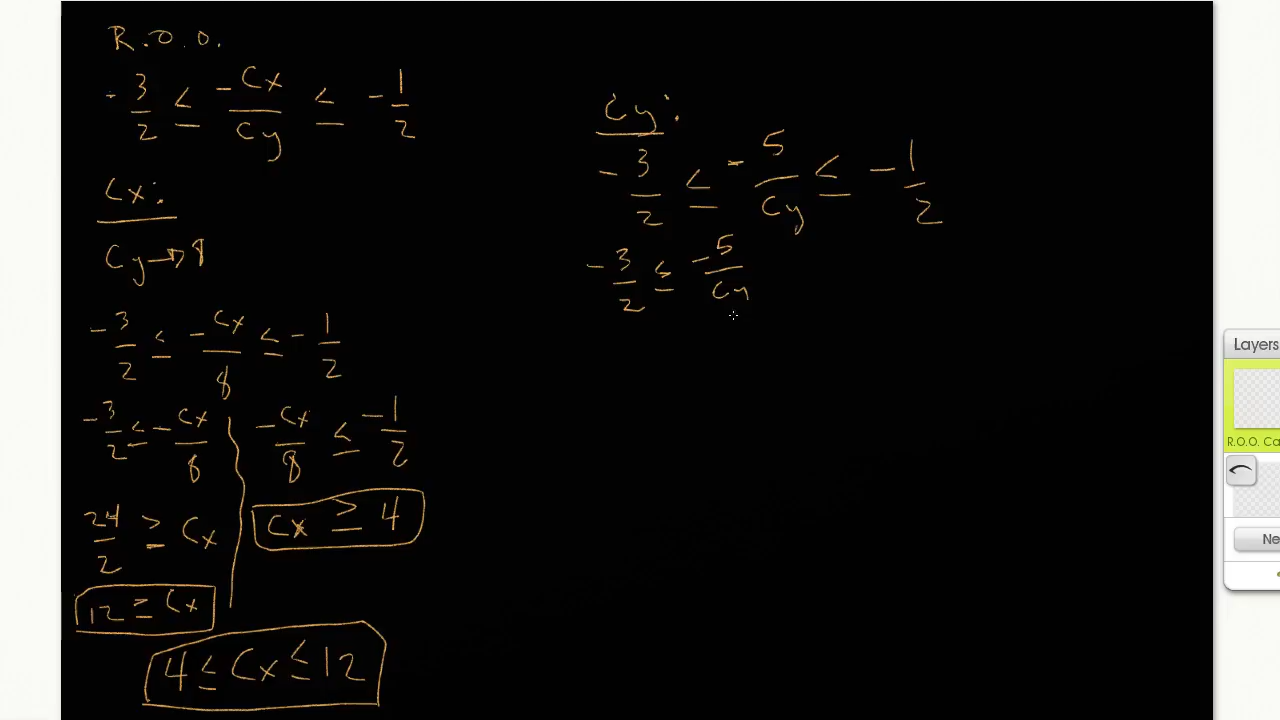 R.O.O.
-3/2 ≤ -Cx/Cy ≤ -1/2
Cx:
Cy→8
-3/2 ≤ -Cx/8 ≤ -1/2
-3/2 ≤ -Cx/8
-Cx/8 ≤ -1/2
24/2 ≥ Cx
Cx ≥ 4
12 ≥ Cx
4 ≤ Cx ≤ 12
Cy:
-3/2 ≤ -5/Cy ≤ -1/2
-3/2 ≤ -5/Cy
Layers
R.O.O. Ca
Ne